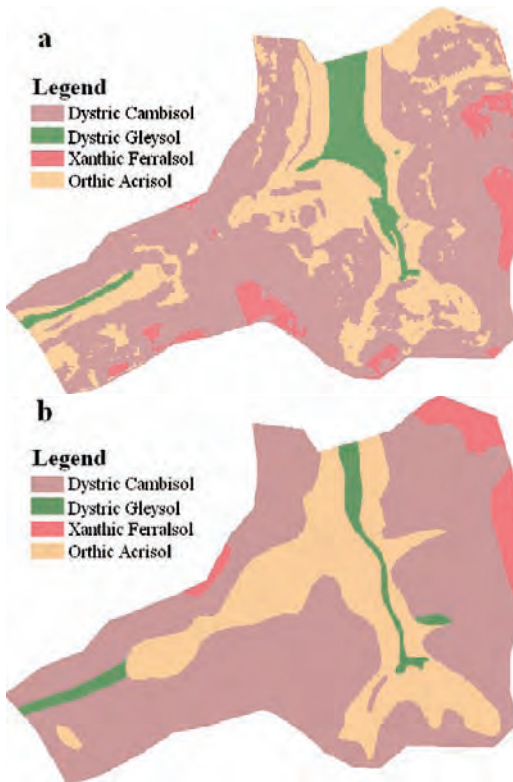 a
Legend
Dystric Cambisol
Dystric Gleysol
Xanthic Ferralsol
Orthic Acrisol
b
Legend
Dystric Cambisol
Dystric Gleysol
Xanthic Ferralsol
Orthic Acrisol